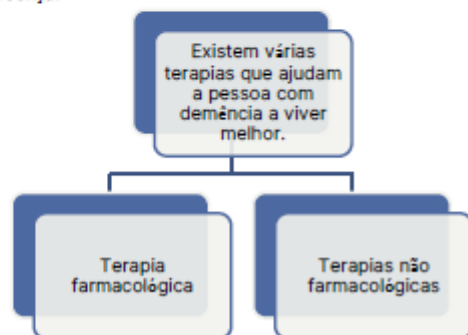 Existem várias
terapias que ajudam
a pessoa com
demência a viver
melhor.
Terapia
farmacológica
Terapias não
farmacológicas